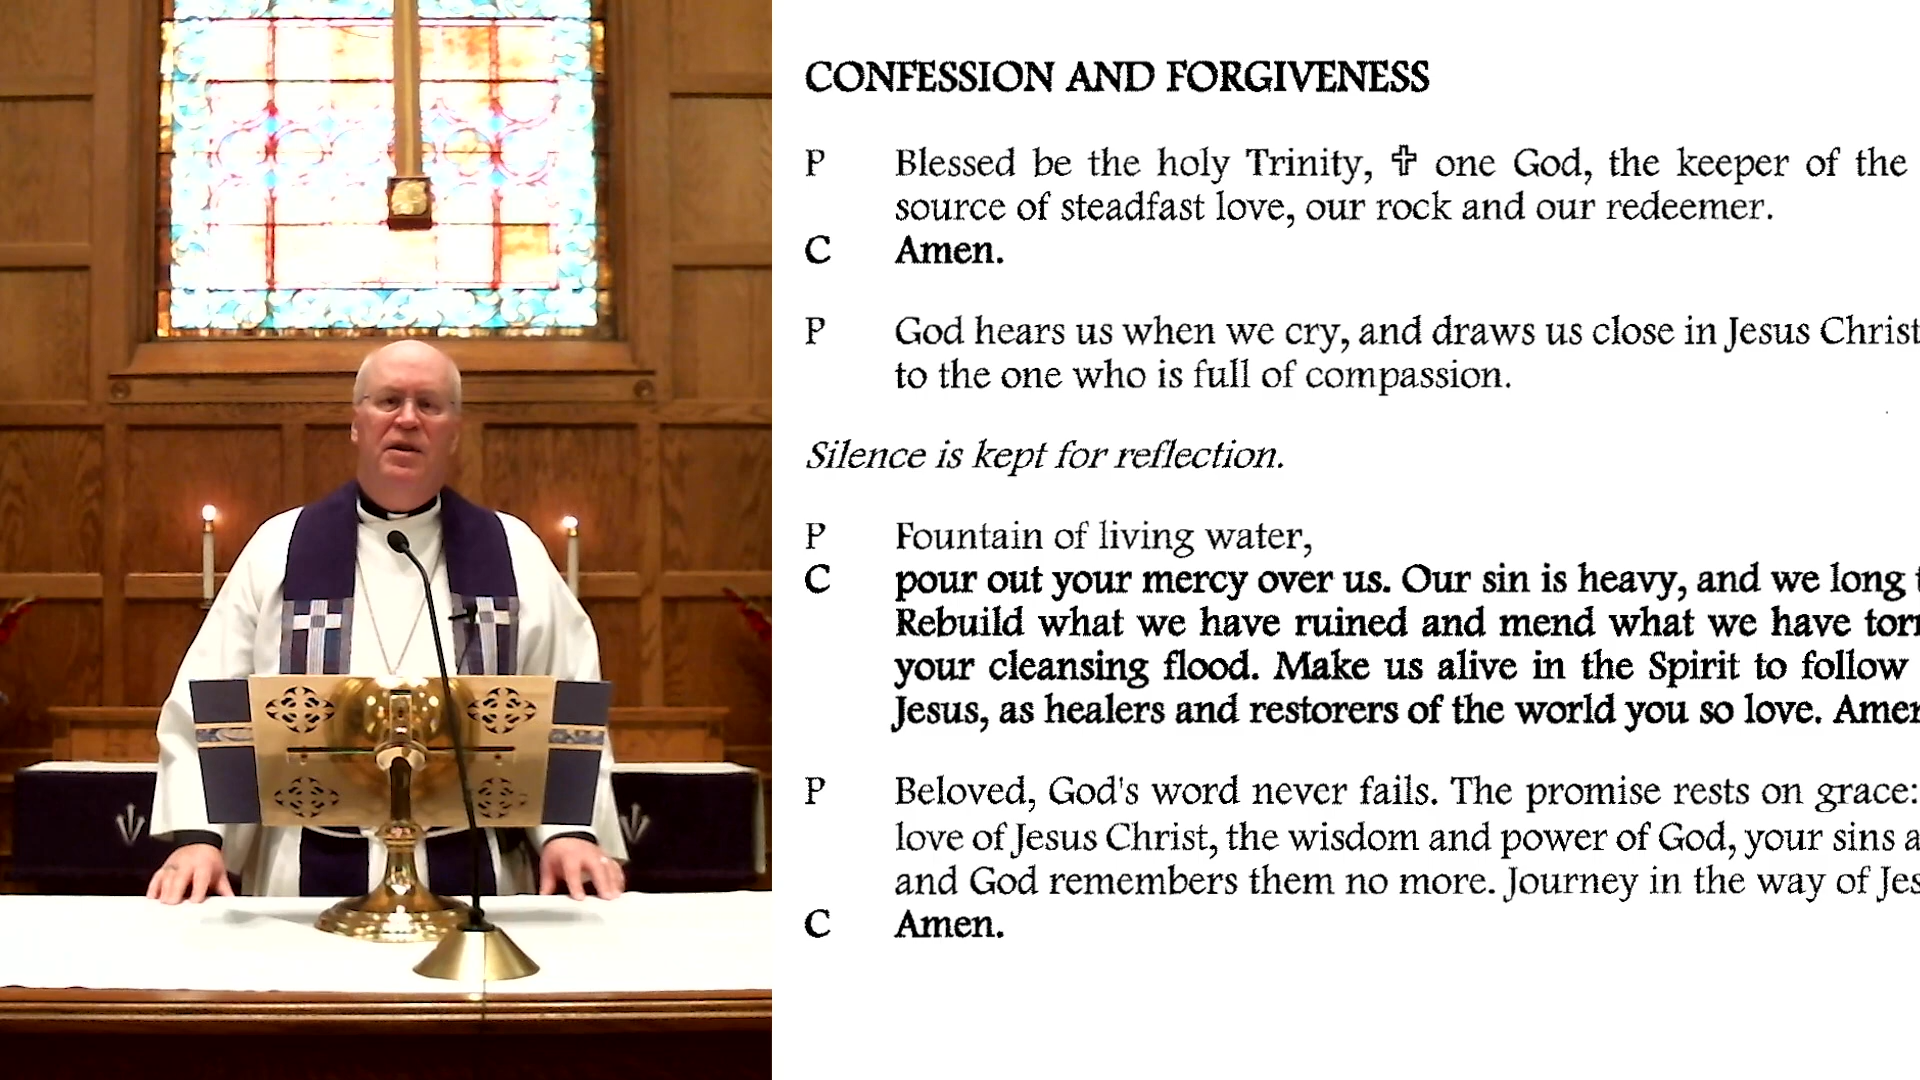 CONFESSION AND FORGIVENESS
P Blessed be the holy Trinity, ✞ one God, the keeper of the
source of steadfast love, our rock and our redeemer.
C Amen.
P God hears us when we cry, and draws us close in Jesus Christ
to the one who is full of compassion.
Silence is kept for reflection.
P Fountain of living water,
C pour out your mercy over us. Our sin is heavy, and we long
Rebuild what we have ruined and mend what we have
your cleansing flood. Make us alive in the Spirit to follow
Jesus, as healers and restorers of the world you so love.
P Beloved, God's word never fails. The promise rests on grace:
love of Jesus Christ, the wisdom and power of God, your sins
and God remembers them no more. Journey in the way of
C Amen.